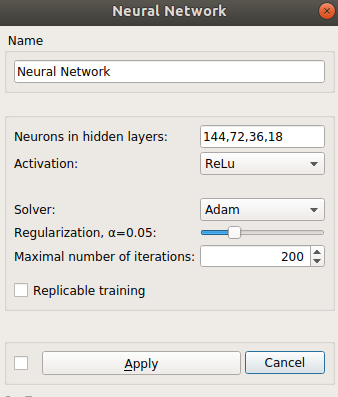 Neural Network
Name
Neural Network
Neurons in hidden layers: 144,72,36,18
Activation: ReLu
Solver: Adam
Regularization, α=0.05:
Maximal number of iterations: 200
Replicable training
Apply Cancel